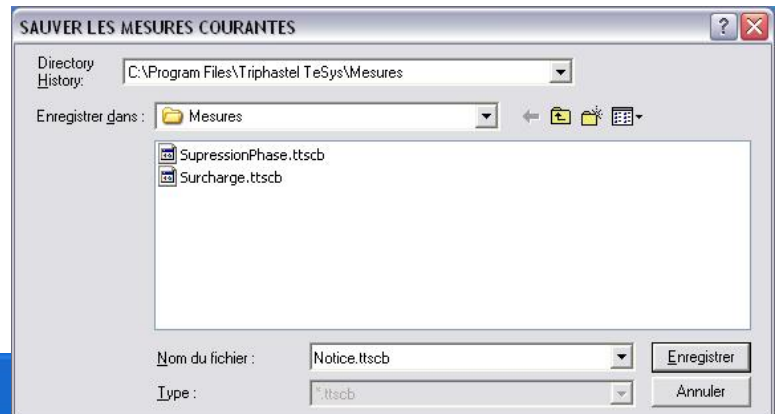 SAUVER LES MESURES COURANTES
Directory
History:
C:\Program Files\Triphastel TeSys\Mesures
Enregistrer dans :
Mesures
SupressionPhase.ttscb
Surcharge.ttscb
Nom du fichier :
Notice.ttscb
Enregistrer
Type :
*.ttscb
Annuler